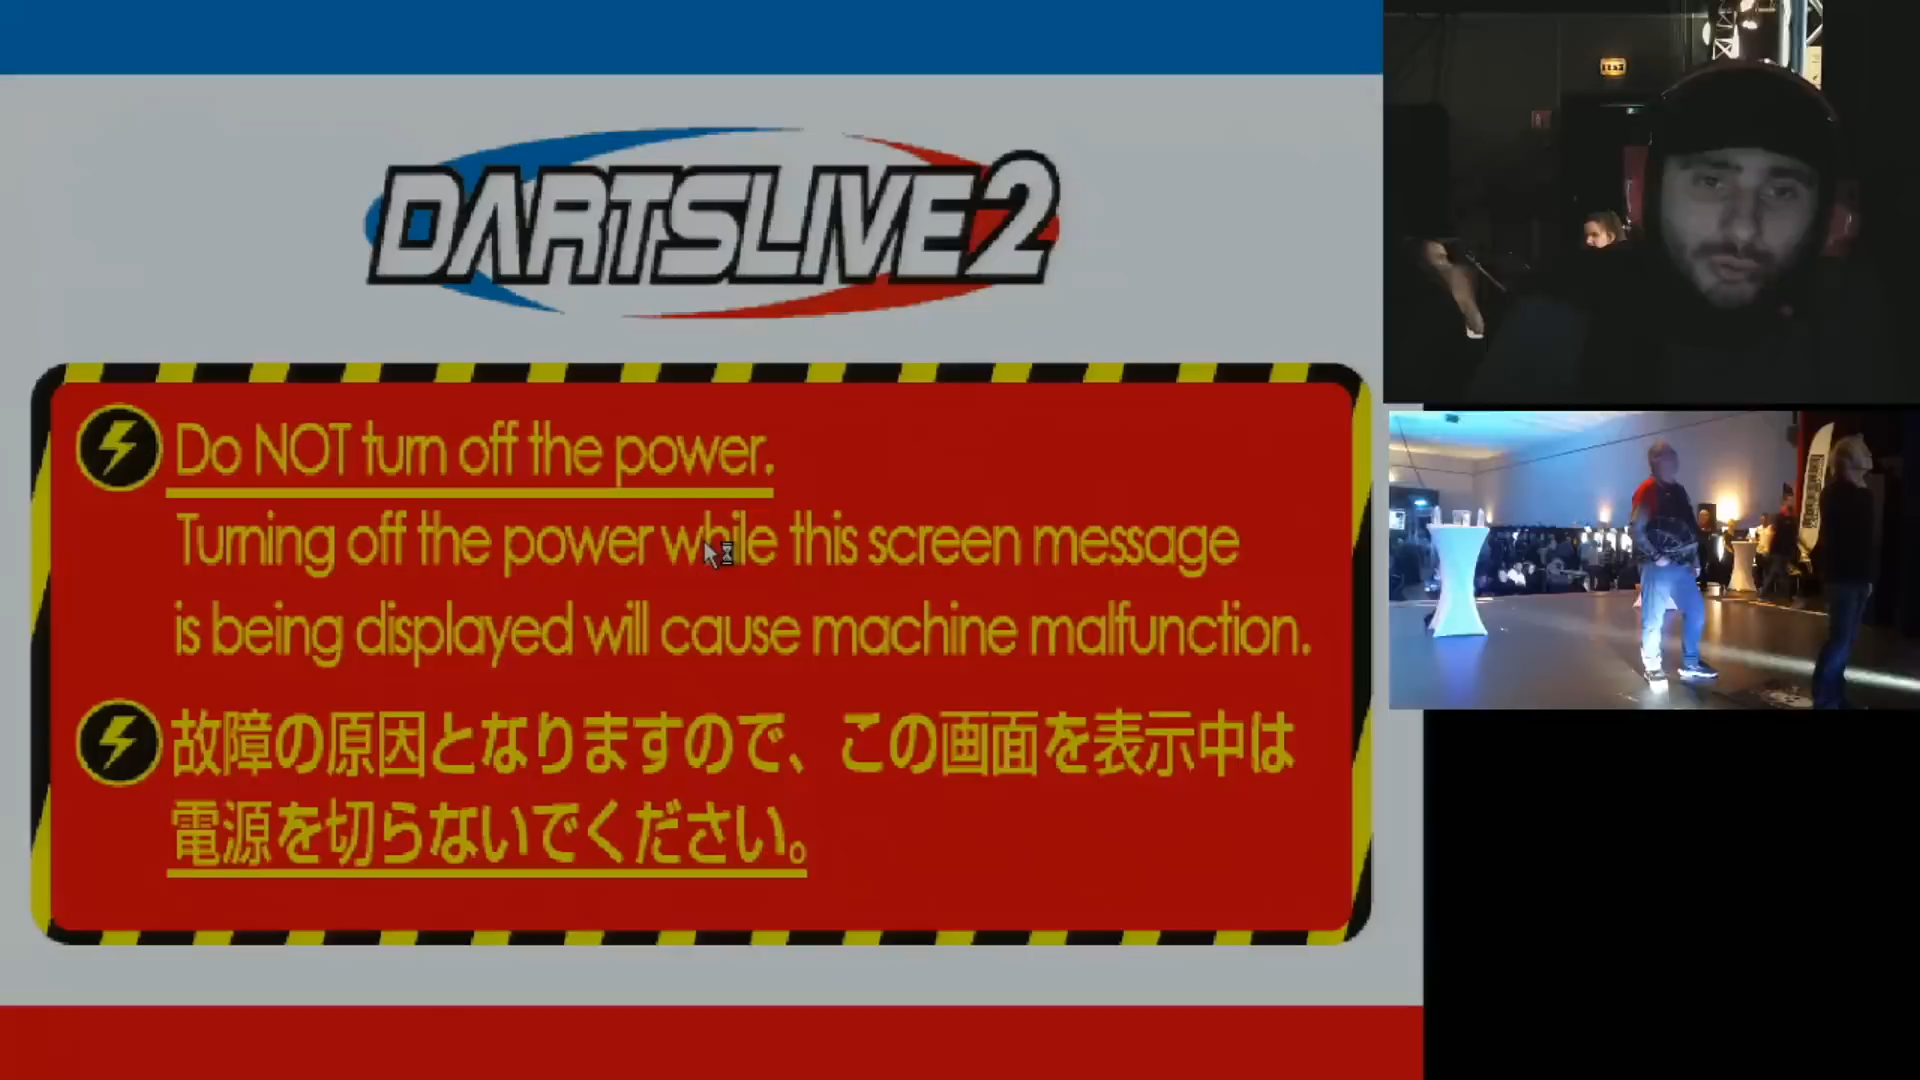 DARTSLIVE2
Do NOT turn off the power.
Turning off the power while this screen message
is being displayed will cause machine malfunction.
故障の原因となりますので、この画面を表示中は
電源を切らないでください。